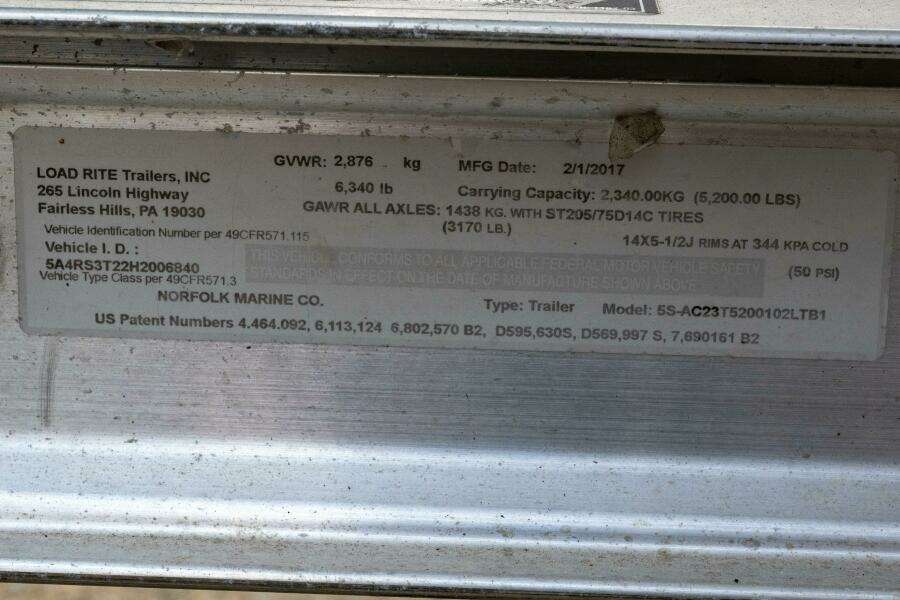 LOAD RITE Trailers, INC
265 Lincoln Highway
Fairless Hills, PA 19030
GVWR: 2,876 kg MFG Date: 2/1/2017
6,340 lb Carrying Capacity: 2,340.00KG (5,200.00 LBS)
GAWR ALL AXLES: 1438 KG. WITH ST205/75D14C TIRES
(3170 LB.) 14X5-1/2J RIMS AT 344 KPA COLD
(50 PSI)
Vehicle Identification Number per 49CFR571.115
Vehicle I. D. :
5A4RS3T22H2006840
Vehicle Type Class per 49CFR571.3
THIS VEHICLE CONFORMS TO ALL APPLICABLE FEDERAL MOTOR VEHICLE SAFETY
STANDARDS IN EFFECT ON THE DATE OF MANUFACTURE SHOWN ABOVE
NORFOLK MARINE CO. Type: Trailer Model: 5S-AC23T5200102LTB1
US Patent Numbers 4.464.092, 6,113,124 6,802,570 B2, D595,630S, D569,997 S, 7,690161 B2